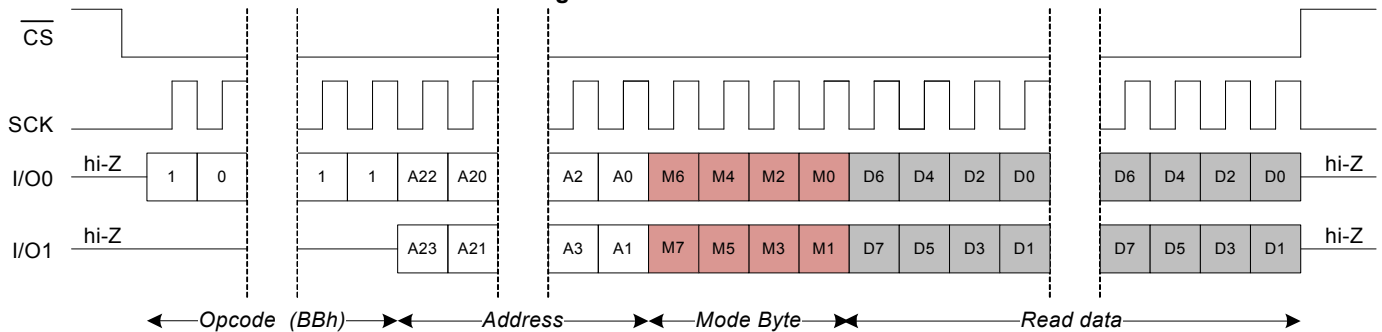 g
CS
SCK
I/O0 hi-Z 1 0 1 1 A22 A20 A2 A0 M6 M4 M2 M0 D6 D4 D2 D0 D6 D4 D2 D0 hi-Z
I/O1 hi-Z A23 A21 A3 A1 M7 M5 M3 M1 D7 D5 D3 D1 D7 D5 D3 D1 hi-Z
Opcode (BBh) Address Mode Byte Read data